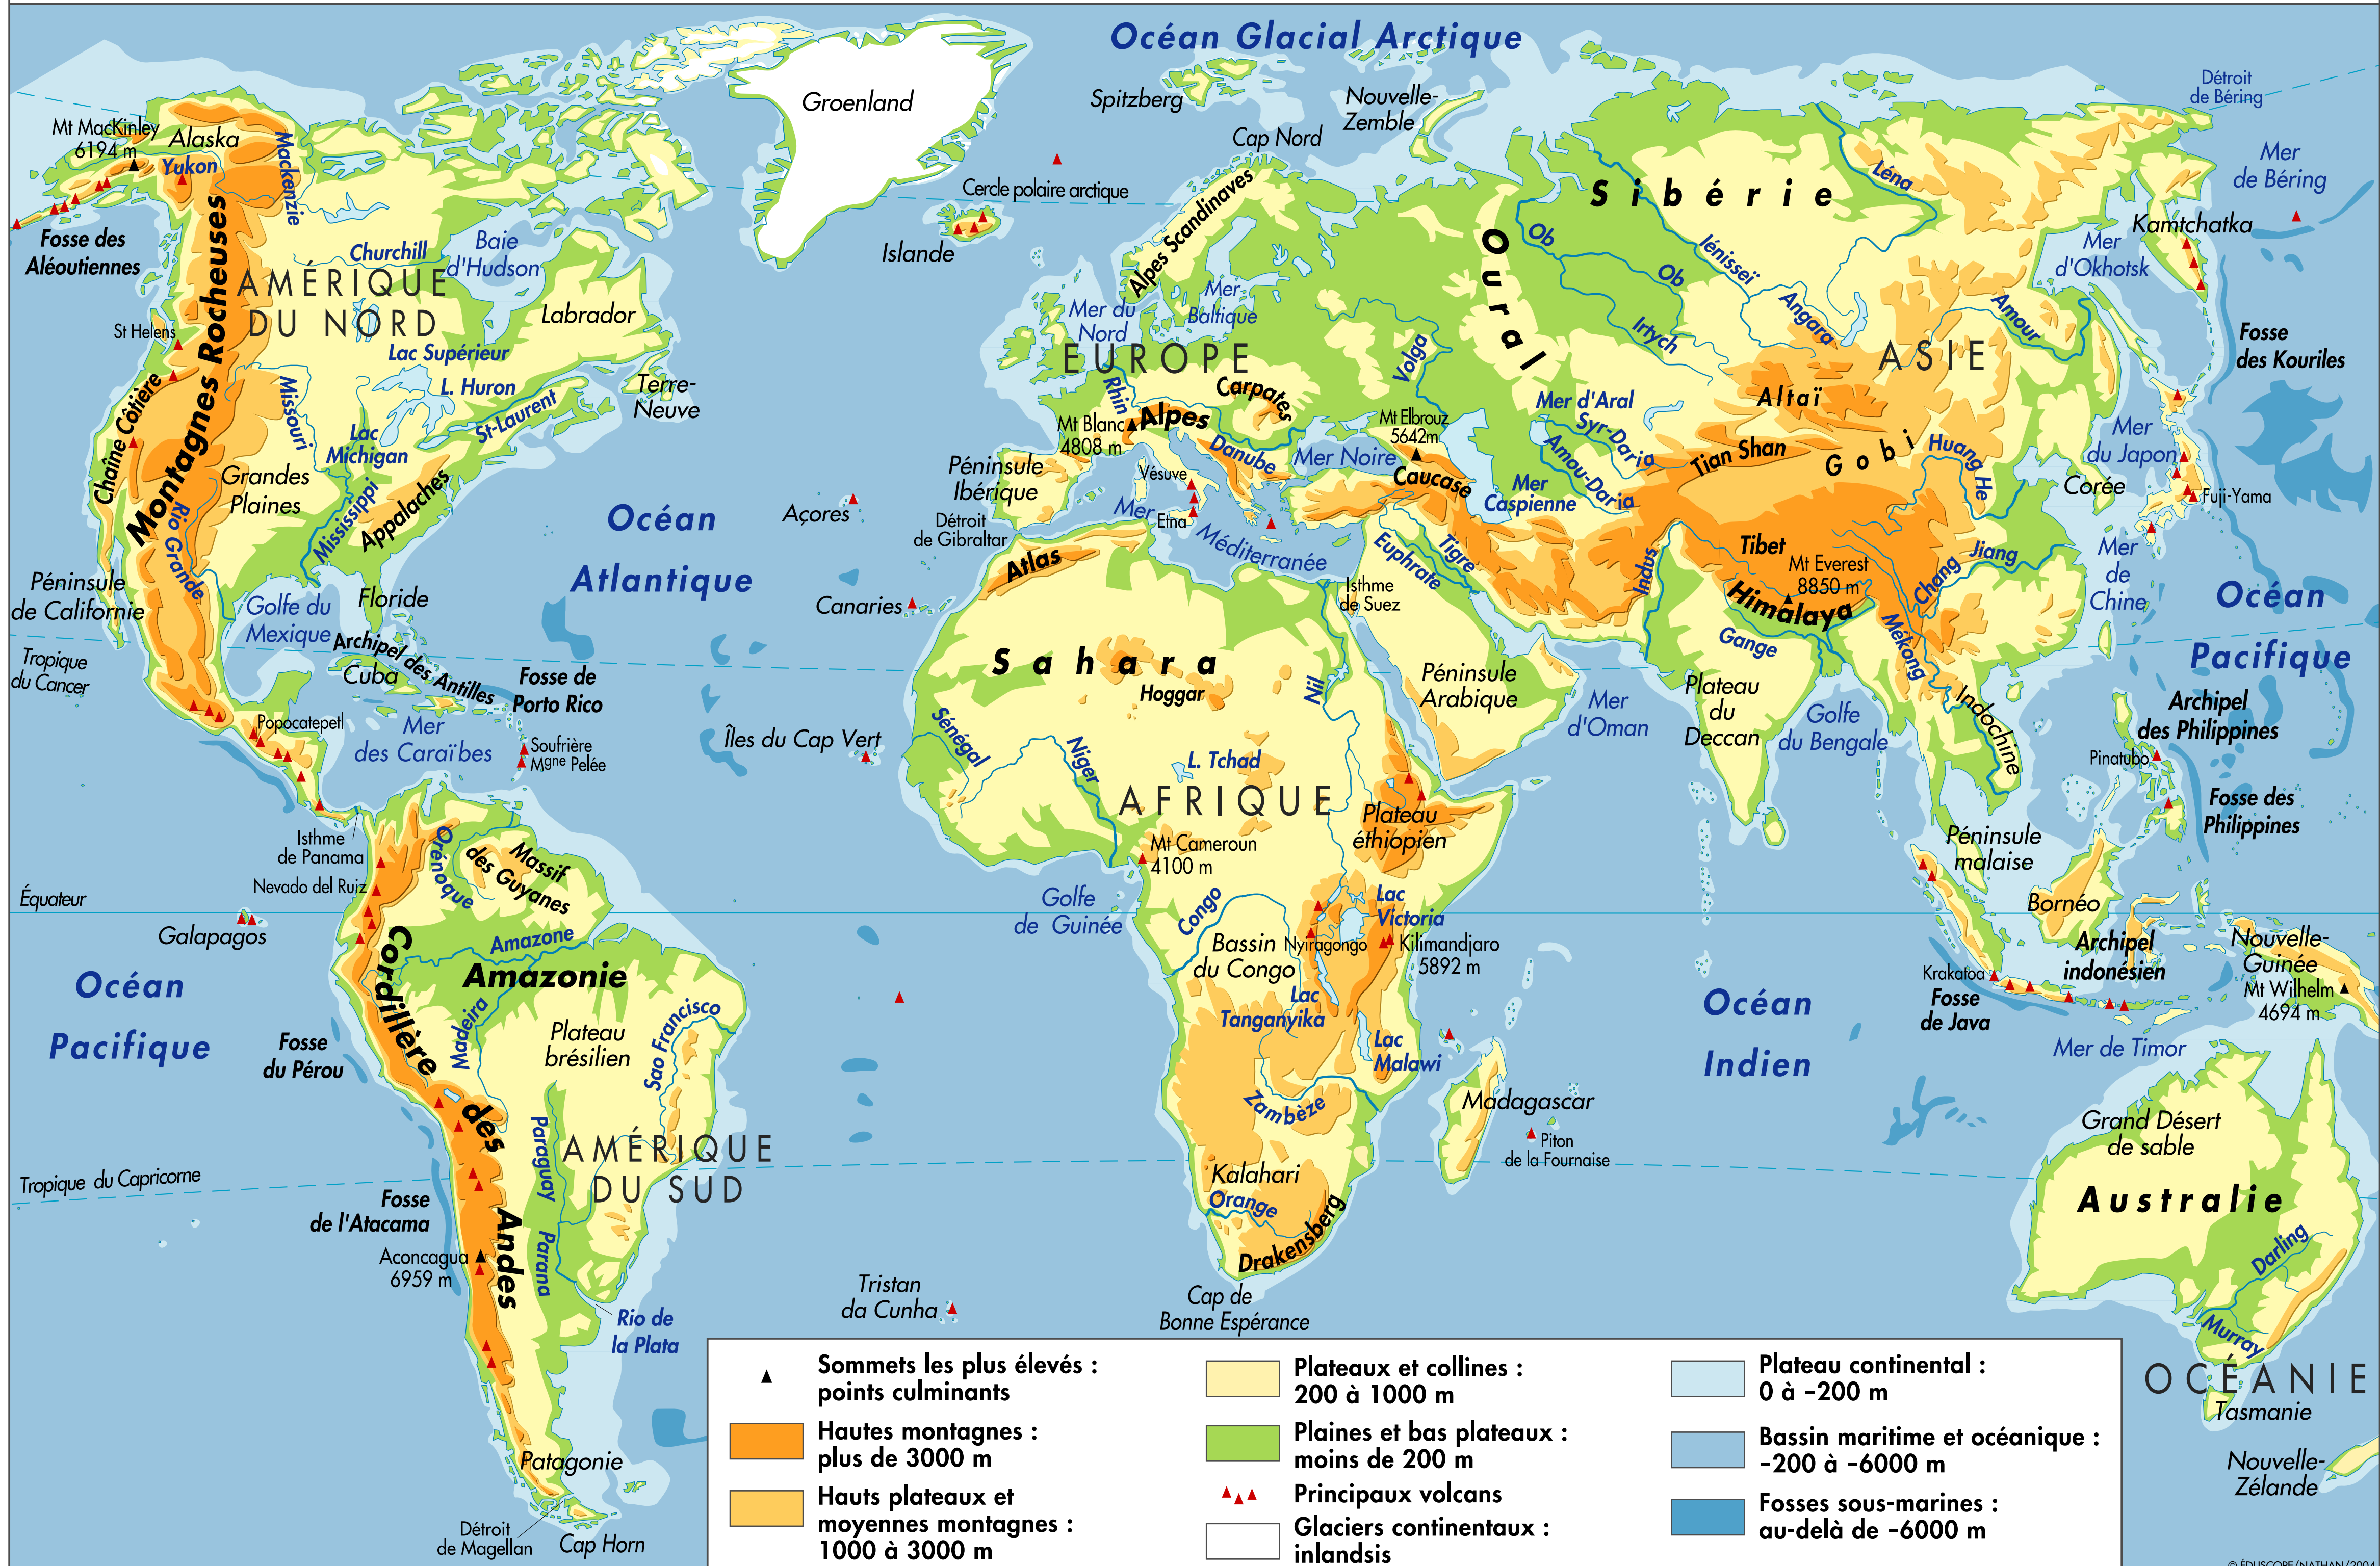 Océan Glacial Arctique
Groenland
Spitzberg
Nouvelle-
Zemble
Cap Nord
Détroit
de Béring
Mer
de Béring
Mt MacKinley
6194 m
Alaska
Yukon
Mackenzie
Cercle polaire arctique
Islande
Alpes Scandinaves
Sibérie
Léna
Kamtchatka
Fosse des
Aléoutiennes
Churchill
Baie
d'Hudson
AMÉRIQUE
DU NORD
Labrador
Mer du
Nord
Mer
Baltique
Oural
Ob
Ob
Iénisseï
Angara
Irtych
Amour
Mer
d'Okhotsk
St Helens
Montagnes Rocheuses
Lac Supérieur
L. Huron
St-Laurent
Terre-
Neuve
EUROPE
Volga
ASIE
Fosse
des Kouriles
Chaîne Côtière
Missouri
Lac
Michigan
Rhin
Carpates
Mt Blanc
4808 m
Alpes
Danube
Mt Elbrouz
5642m
Mer Noire
Caucase
Mer d'Aral
Syr-Daria
Amou-Daria
Mer
Caspienne
Altaï
Tian Shan
Gobi
Huang He
Mer
du Japon
Corée
Fuji-Yama
Grandes
Plaines
Mississippi
Appalaches
Rio Grande
Océan
Atlantique
Açores
Péninsule
Ibérique
Détroit
de Gibraltar
Vésuve
Mer
Etna
Méditerranée
Atlas
Euphrate
Tigre
Indus
Tibet
Mt Everest
8850 m
Himalaya
Chang
Jiang
Mer
de
Chine
Océan
Pacifique
Péninsule
de Californie
Golfe du
Mexique
Floride
Canaries
Isthme
de Suez
Gange
Mékong
Tropique
du Cancer
Archipel des Antilles
Cuba
Fosse de
Porto Rico
Sahara
Hoggar
Nil
Péninsule
Arabique
Mer
d'Oman
Plateau
du
Deccan
Golfe
du Bengale
Indochine
Archipel
des Philippines
Pinatubo
Fosse des
Philippines
Popocatepetl
Mer
des Caraïbes
Soufrière
Mgne Pelée
Îles du Cap Vert
Sénégal
Niger
L. Tchad
AFRIQUE
Plateau
éthiopien
Mt Cameroun
4100 m
Isthme
de Panama
Nevado del Ruiz
Orénoque
Massif
des Guyanes
Péninsule
malaise
Bornéo
Équateur
Galapagos
Golfe
de Guinée
Congo
Bassin
du Congo
Nyiragongo
Lac
Victoria
Kilimandjaro
5892 m
Archipel
indonésien
Nouvelle-
Guinée
Mt Wilhelm
4694 m
Krakatoa
Fosse
de Java
Mer de Timor
Océan
Pacifique
Cordillère
des
Andes
Amazone
Amazonie
Madeira
Plateau
brésilien
Sao Francisco
Fosse
du Pérou
Lac
Tanganyika
Lac
Malawi
Zambèze
Océan
Indien
Madagascar
Piton
de la Fournaise
Grand Désert
de sable
Australie
Darling
Murray
Paraguay
AMÉRIQUE
DU SUD
Tropique du Capricorne
Fosse
de l'Atacama
Aconcagua
6959 m
Parana
Rio de
la Plata
Kalahari
Orange
Drakensberg
Cap de
Bonne Espérance
Tristan
da Cunha
OCÉANIE
Tasmanie
Nouvelle-
Zélande
Patagonie
Détroit
de Magellan
Cap Horn
Sommets les plus élevés :
points culminants
Hautes montagnes :
plus de 3000 m
Hauts plateaux et
moyennes montagnes :
1000 à 3000 m
Plateaux et collines :
200 à 1000 m
Plaines et bas plateaux :
moins de 200 m
Principaux volcans
Glaciers continentaux :
inlandsis
Plateau continental :
0 à -200 m
Bassin maritime et océanique :
-200 à -6000 m
Fosses sous-marines :
au-delà de -6000 m
© ÉDUSCOPE/NATHAN/2004